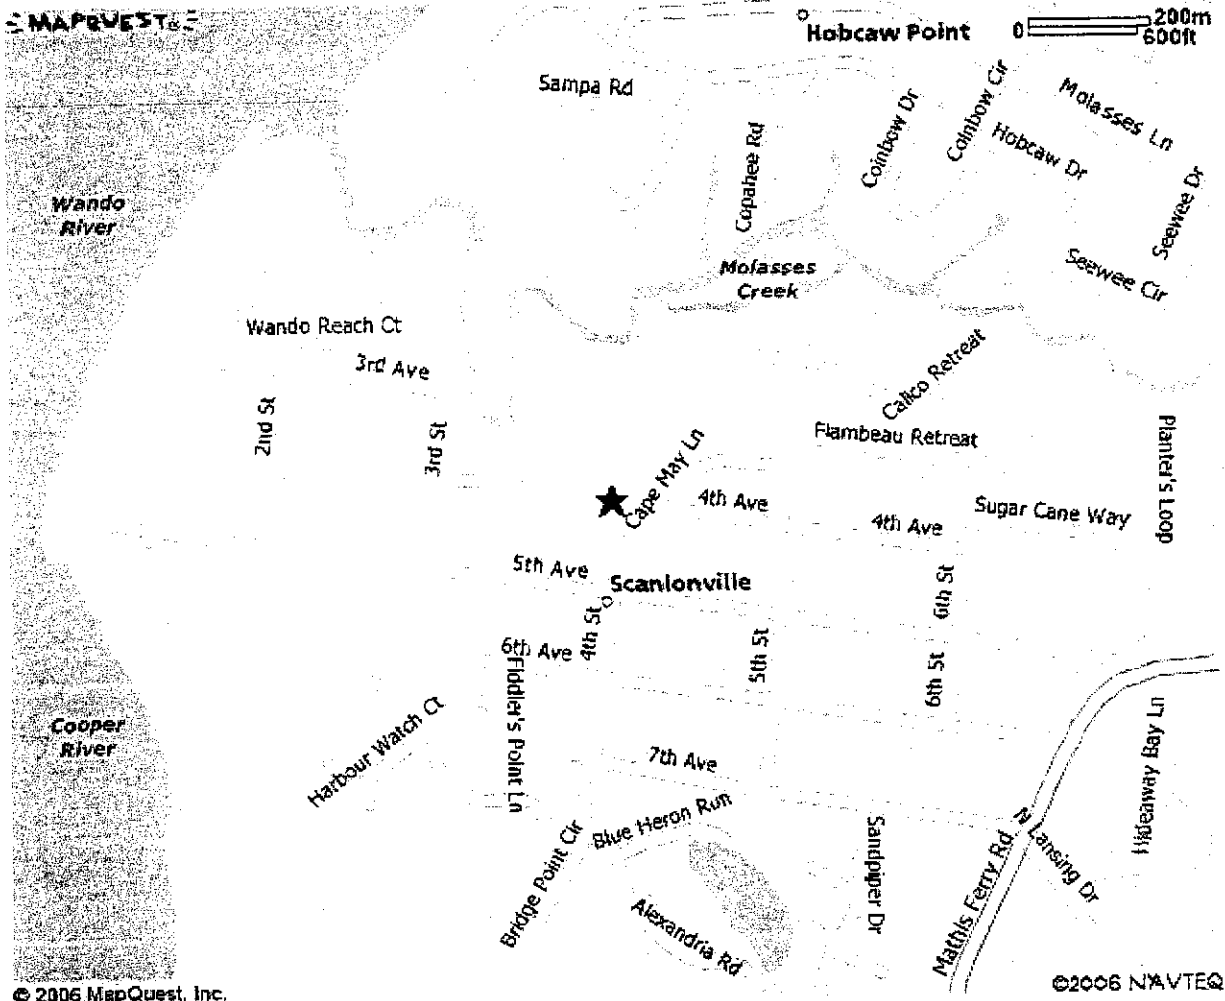 MAPQUEST
Hobcaw Point
0
200m
600ft
Sampa Rd
Copahee Rd
Coinbow Dr
Coinbow Cir
Molasses Ln
Hobcaw Dr
Seewee Dr
Wando
River
Molasses
Creek
Seewee Cir
Wando Reach Ct
3rd Ave
Calico Retreat
2nd St
3rd St
Flambeau Retreat
Planter's Loop
Cape May Ln
4th Ave
4th Ave
Sugar Cane Way
5th Ave
Scanlonville
6th St
4th St
6th Ave
5th St
6th St
Fiddler's Point Ln
Cooper
River
Harbour Watch Ct
7th Ave
Hideaway Bay Ln
Blue Heron Run
Bridge Point Cir
Sandpiper Dr
N Lansing Dr
Mathis Ferry Rd
Alexandria Rd
© 2006 MapQuest, Inc.
©2006 NAVTEQ